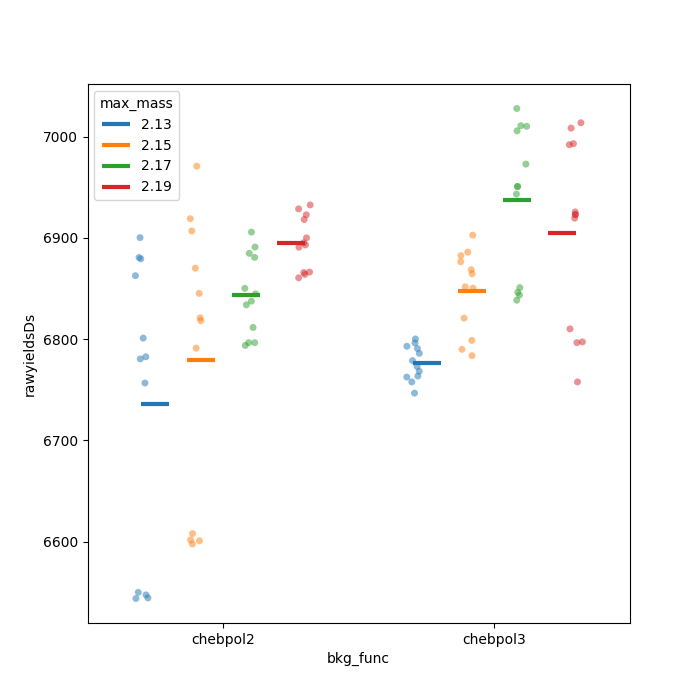 max_mass
2.13
2.15
2.17
2.19
7000
6900
6800
6700
6600
rawyieldsDs
chebpol2
chebpol3
bkg_func